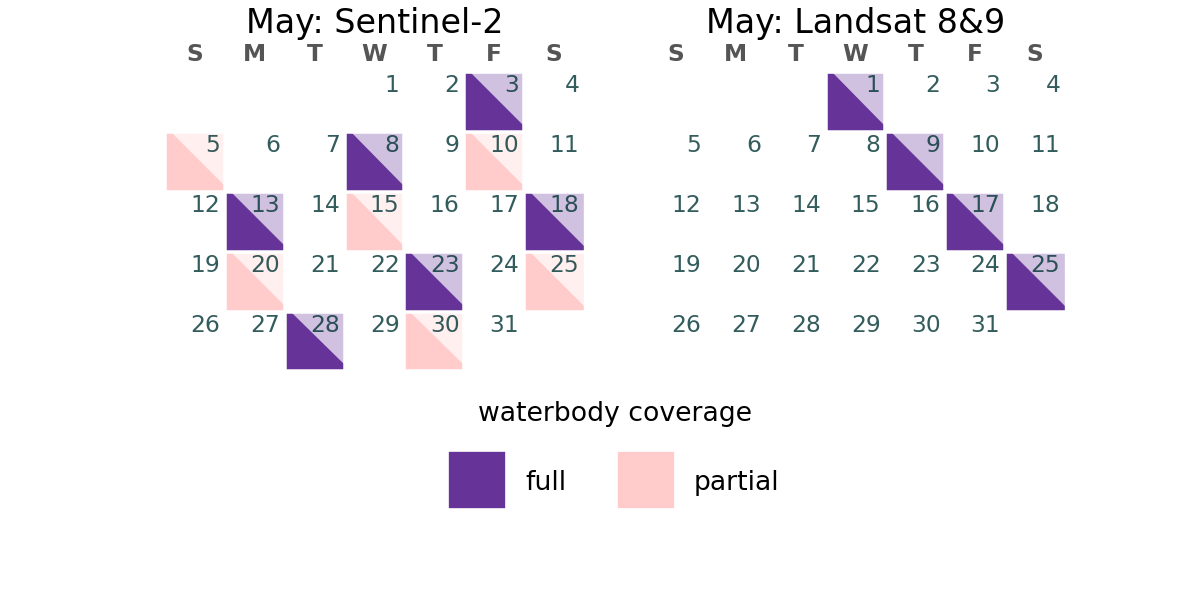 May: Sentinel-2
S M T W T F S
1 2 3 4
5 6 7 8 9 10 11
12 13 14 15 16 17 18
19 20 21 22 23 24 25
26 27 28 29 30 31
May: Landsat 8&9
S M T W T F S
1 2 3 4
5 6 7 8 9 10 11
12 13 14 15 16 17 18
19 20 21 22 23 24 25
26 27 28 29 30 31
waterbody coverage
full
partial